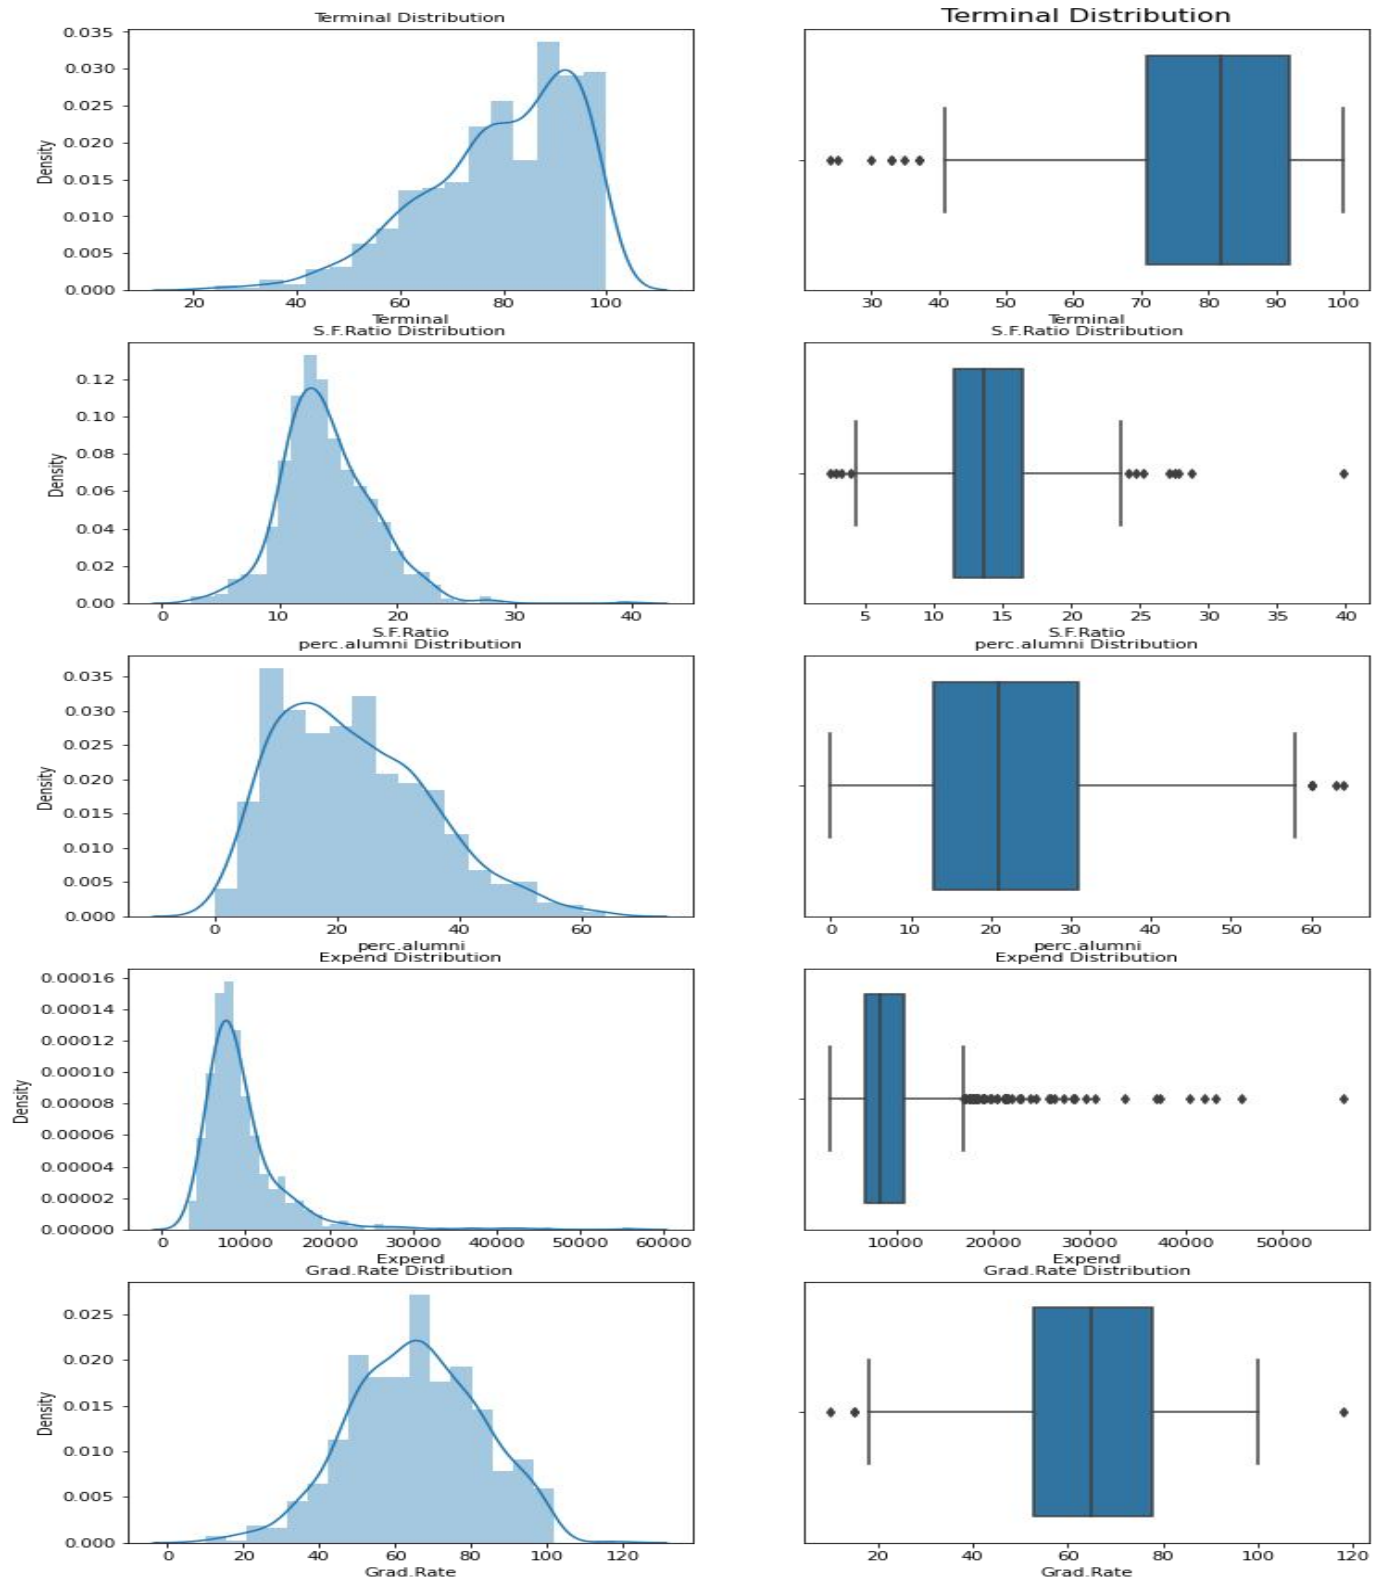 Terminal Distribution
Terminal Distribution
0.035
0.030
0.025
0.020
0.015
0.010
0.005
0.000
Density
20 40 60 80 100
Terminal
30 40 50 60 70 80 90 100
Terminal
S.F.Ratio Distribution
S.F.Ratio Distribution
0.12
0.10
0.08
0.06
0.04
0.02
0.00
Density
0 10 20 30 40
S.F.Ratio
5 10 15 20 25 30 35 40
S.F.Ratio
perc.alumni Distribution
perc.alumni Distribution
0.035
0.030
0.025
0.020
0.015
0.010
0.005
0.000
Density
0 20 40 60
perc.alumni
0 10 20 30 40 50 60
perc.alumni
Expend Distribution
Expend Distribution
0.00016
0.00014
0.00012
0.00010
0.00008
0.00006
0.00004
0.00002
0.00000
Density
0 10000 20000 30000 40000 50000 60000
Expend
10000 20000 30000 40000 50000
Expend
Grad.Rate Distribution
Grad.Rate Distribution
0.025
0.020
0.015
0.010
0.005
0.000
Density
0 20 40 60 80 100 120
Grad.Rate
20 40 60 80 100 120
Grad.Rate